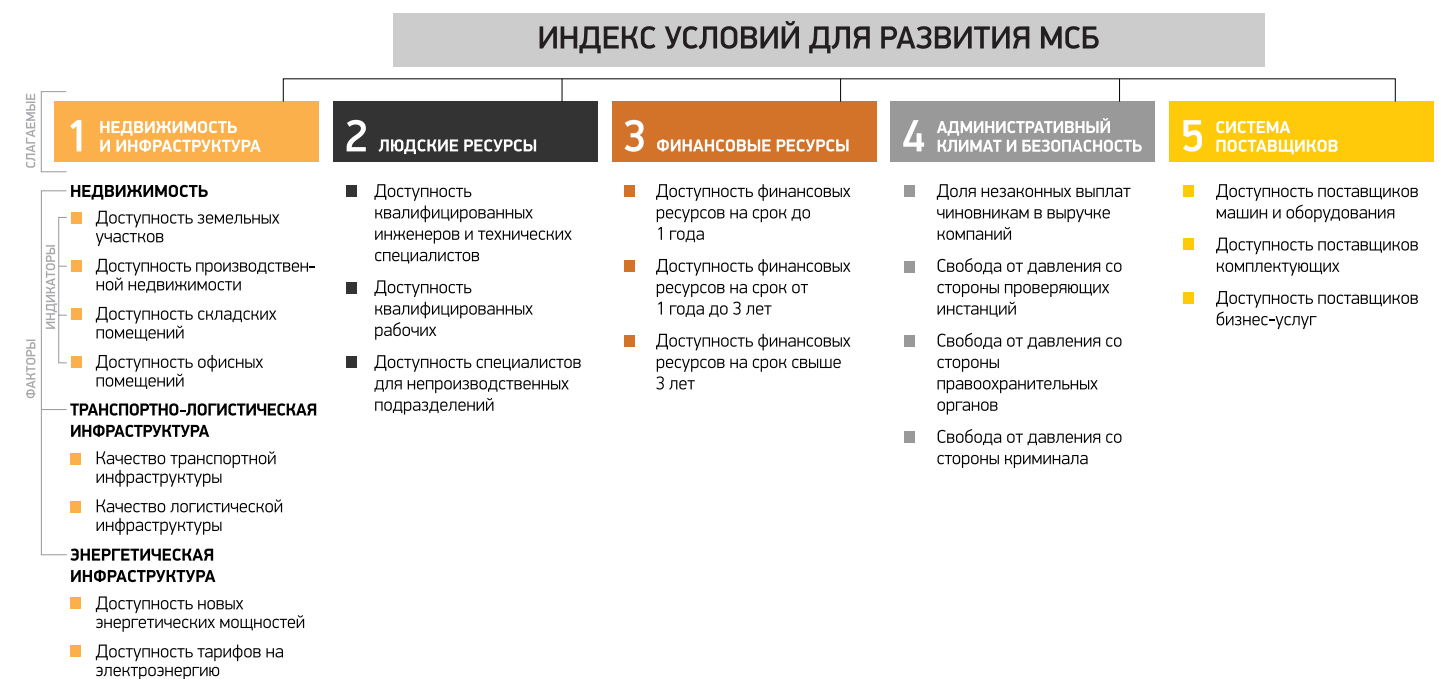 ИНДЕКС УСЛОВИЙ ДЛЯ РАЗВИТИЯ МСБ
СЛАГАЕМЫЕ
1 НЕДВИЖИМОСТЬ
И ИНФРАСТРУКТУРА
ФАКТОРЫ
ИНДИКАТОРЫ
НЕДВИЖИМОСТЬ
Доступность земельных
участков
Доступность производствен-
ной недвижимости
Доступность складских
помещений
Доступность офисных
помещений
ТРАНСПОРТНО-ЛОГИСТИЧЕСКАЯ
ИНФРАСТРУКТУРА
Качество транспортной
инфраструктуры
Качество логистической
инфраструктуры
ЭНЕРГЕТИЧЕСКАЯ
ИНФРАСТРУКТУРА
Доступность новых
энергетических мощностей
Доступность тарифов на
электроэнергию
2 ЛЮДСКИЕ РЕСУРСЫ
Доступность
квалифицированных
инженеров и технических
специалистов
Доступность
квалифицированных
рабочих
Доступность специалистов
для непроизводственных
подразделений
3 ФИНАНСОВЫЕ РЕСУРСЫ
Доступность финансовых
ресурсов на срок до
1 года
Доступность финансовых
ресурсов на срок от
1 года до 3 лет
Доступность финансовых
ресурсов на срок свыше
3 лет
4 АДМИНИСТРАТИВНЫЙ
КЛИМАТ И БЕЗОПАСНОСТЬ
Доля незаконных выплат
чиновникам в выручке
компаний
Свобода от давления со
стороны проверяющих
инстанций
Свобода от давления со
стороны
правоохранительных
органов
Свобода от давления со
стороны криминала
5 СИСТЕМА
ПОСТАВЩИКОВ
Доступность поставщиков
машин и оборудования
Доступность поставщиков
комплектующих
Доступность поставщиков
бизнес-услуг